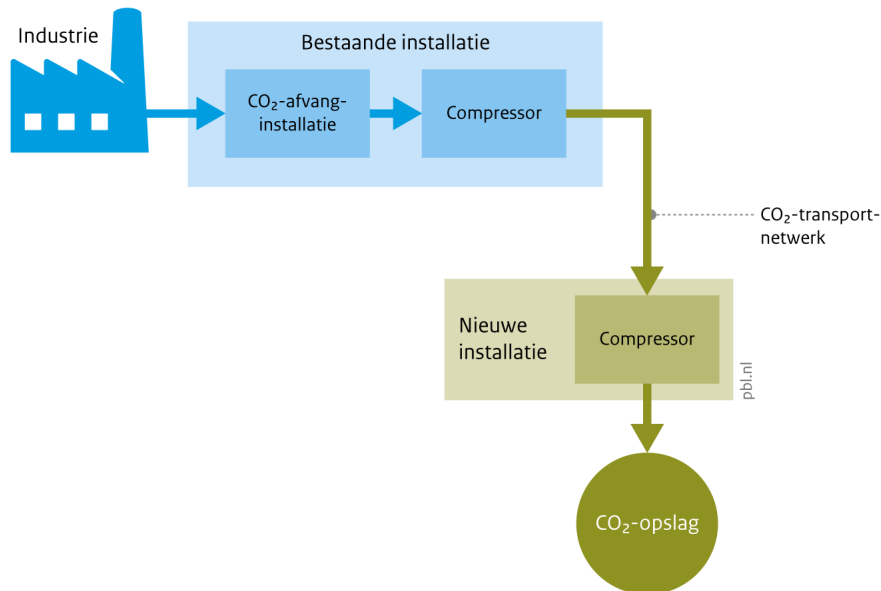 Industrie
Bestaande installatie
CO₂-afvang-
installatie
Compressor
CO₂-transport-
netwerk
Nieuwe
installatie
Compressor
pbl.nl
CO₂-opslag